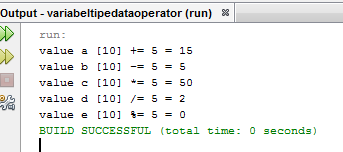 Output - variabeltipedataoperator (run)
run:
value a [10] += 5 = 15
value b [10] -= 5 = 5
value c [10] *= 5 = 50
value d [10] /= 5 = 2
value e [10] %= 5 = 0
BUILD SUCCESSFUL (total time: 0 seconds)